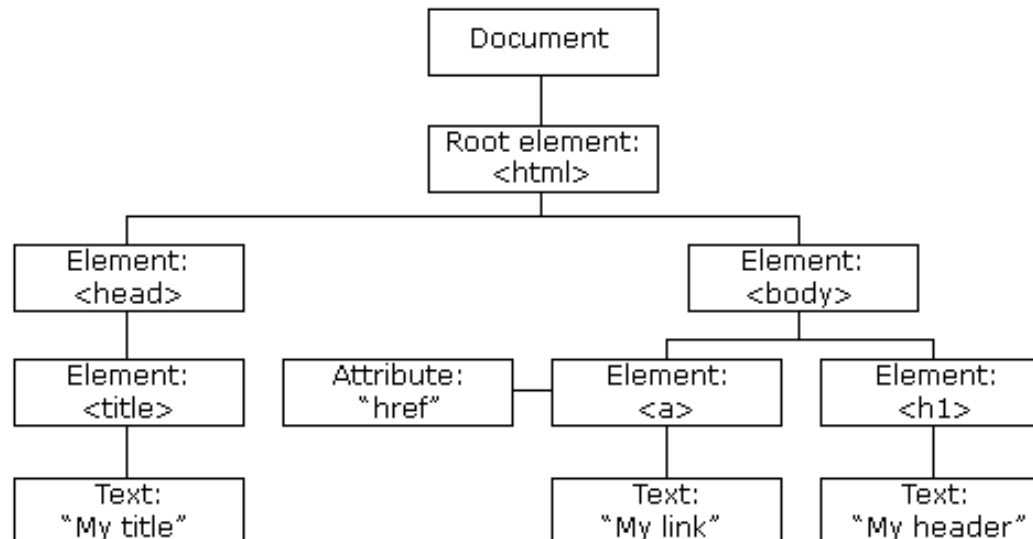 Document
Root element:
<html>
Element:
<head>
Element:
<body>
Element:
<title>
Attribute:
“href”
Element:
<a>
Element:
<h1>
Text:
“My title”
Text:
“My link”
Text:
“My header”